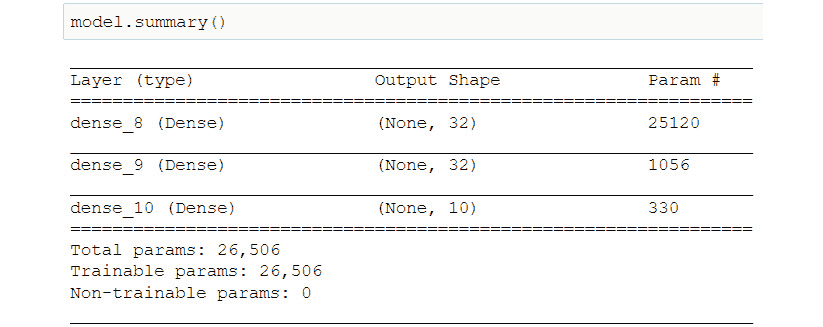 model.summary()
Layer (type) Output Shape Param #
=================================================================
dense_8 (Dense) (None, 32) 25120
dense_9 (Dense) (None, 32) 1056
dense_10 (Dense) (None, 10) 330
=================================================================
Total params: 26,506
Trainable params: 26,506
Non-trainable params: 0